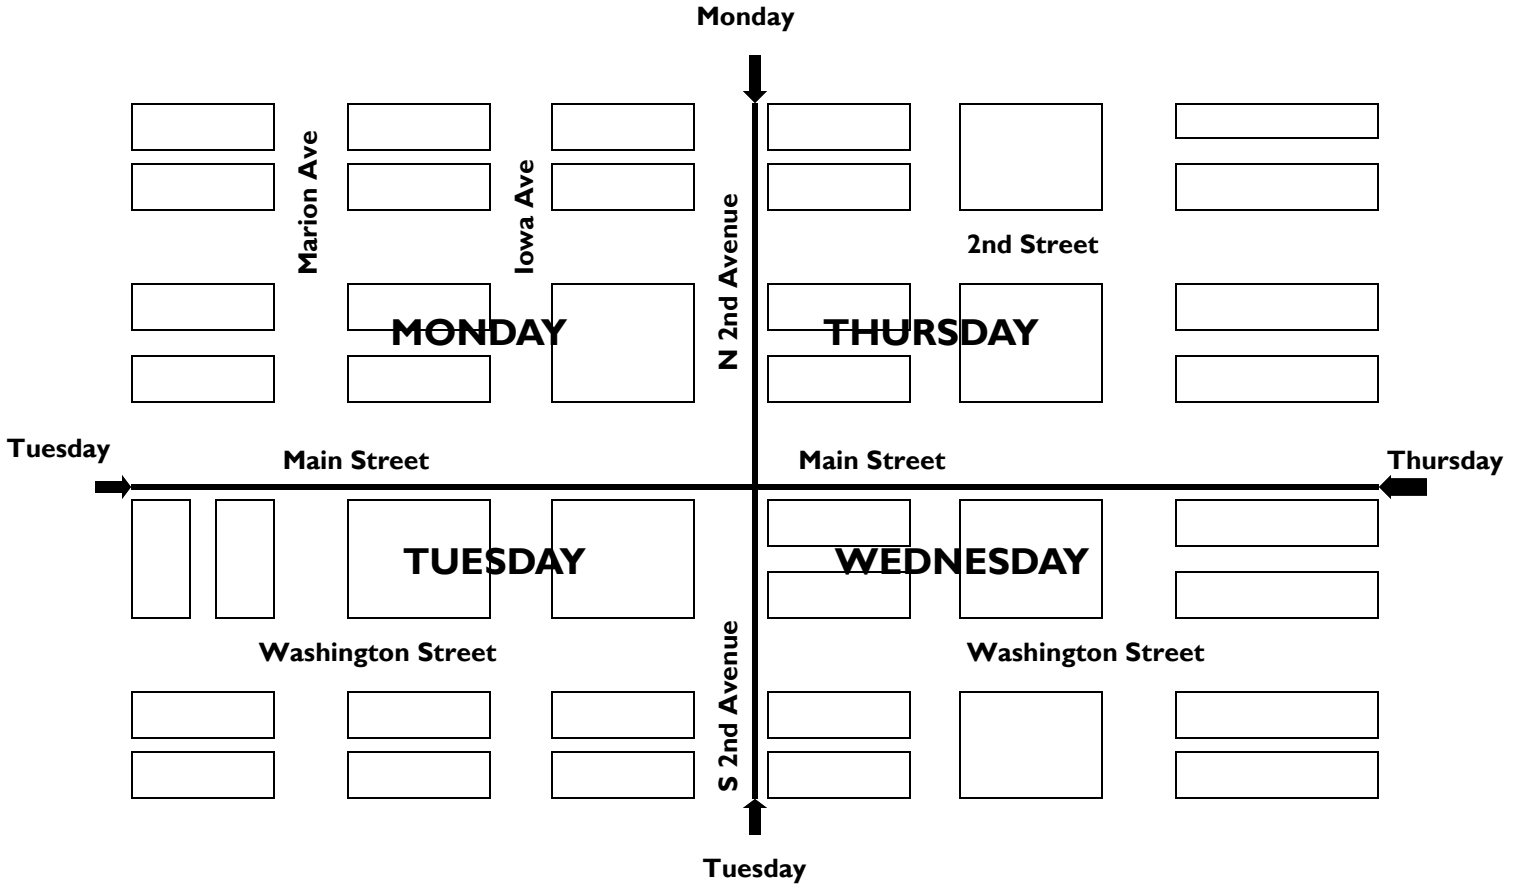 Monday
Marion Ave
Iowa Ave
N 2nd Avenue
2nd Street
MONDAY
THURSDAY
Tuesday
Main Street
Main Street
Thursday
TUESDAY
WEDNESDAY
Washington Street
Washington Street
S 2nd Avenue
Tuesday